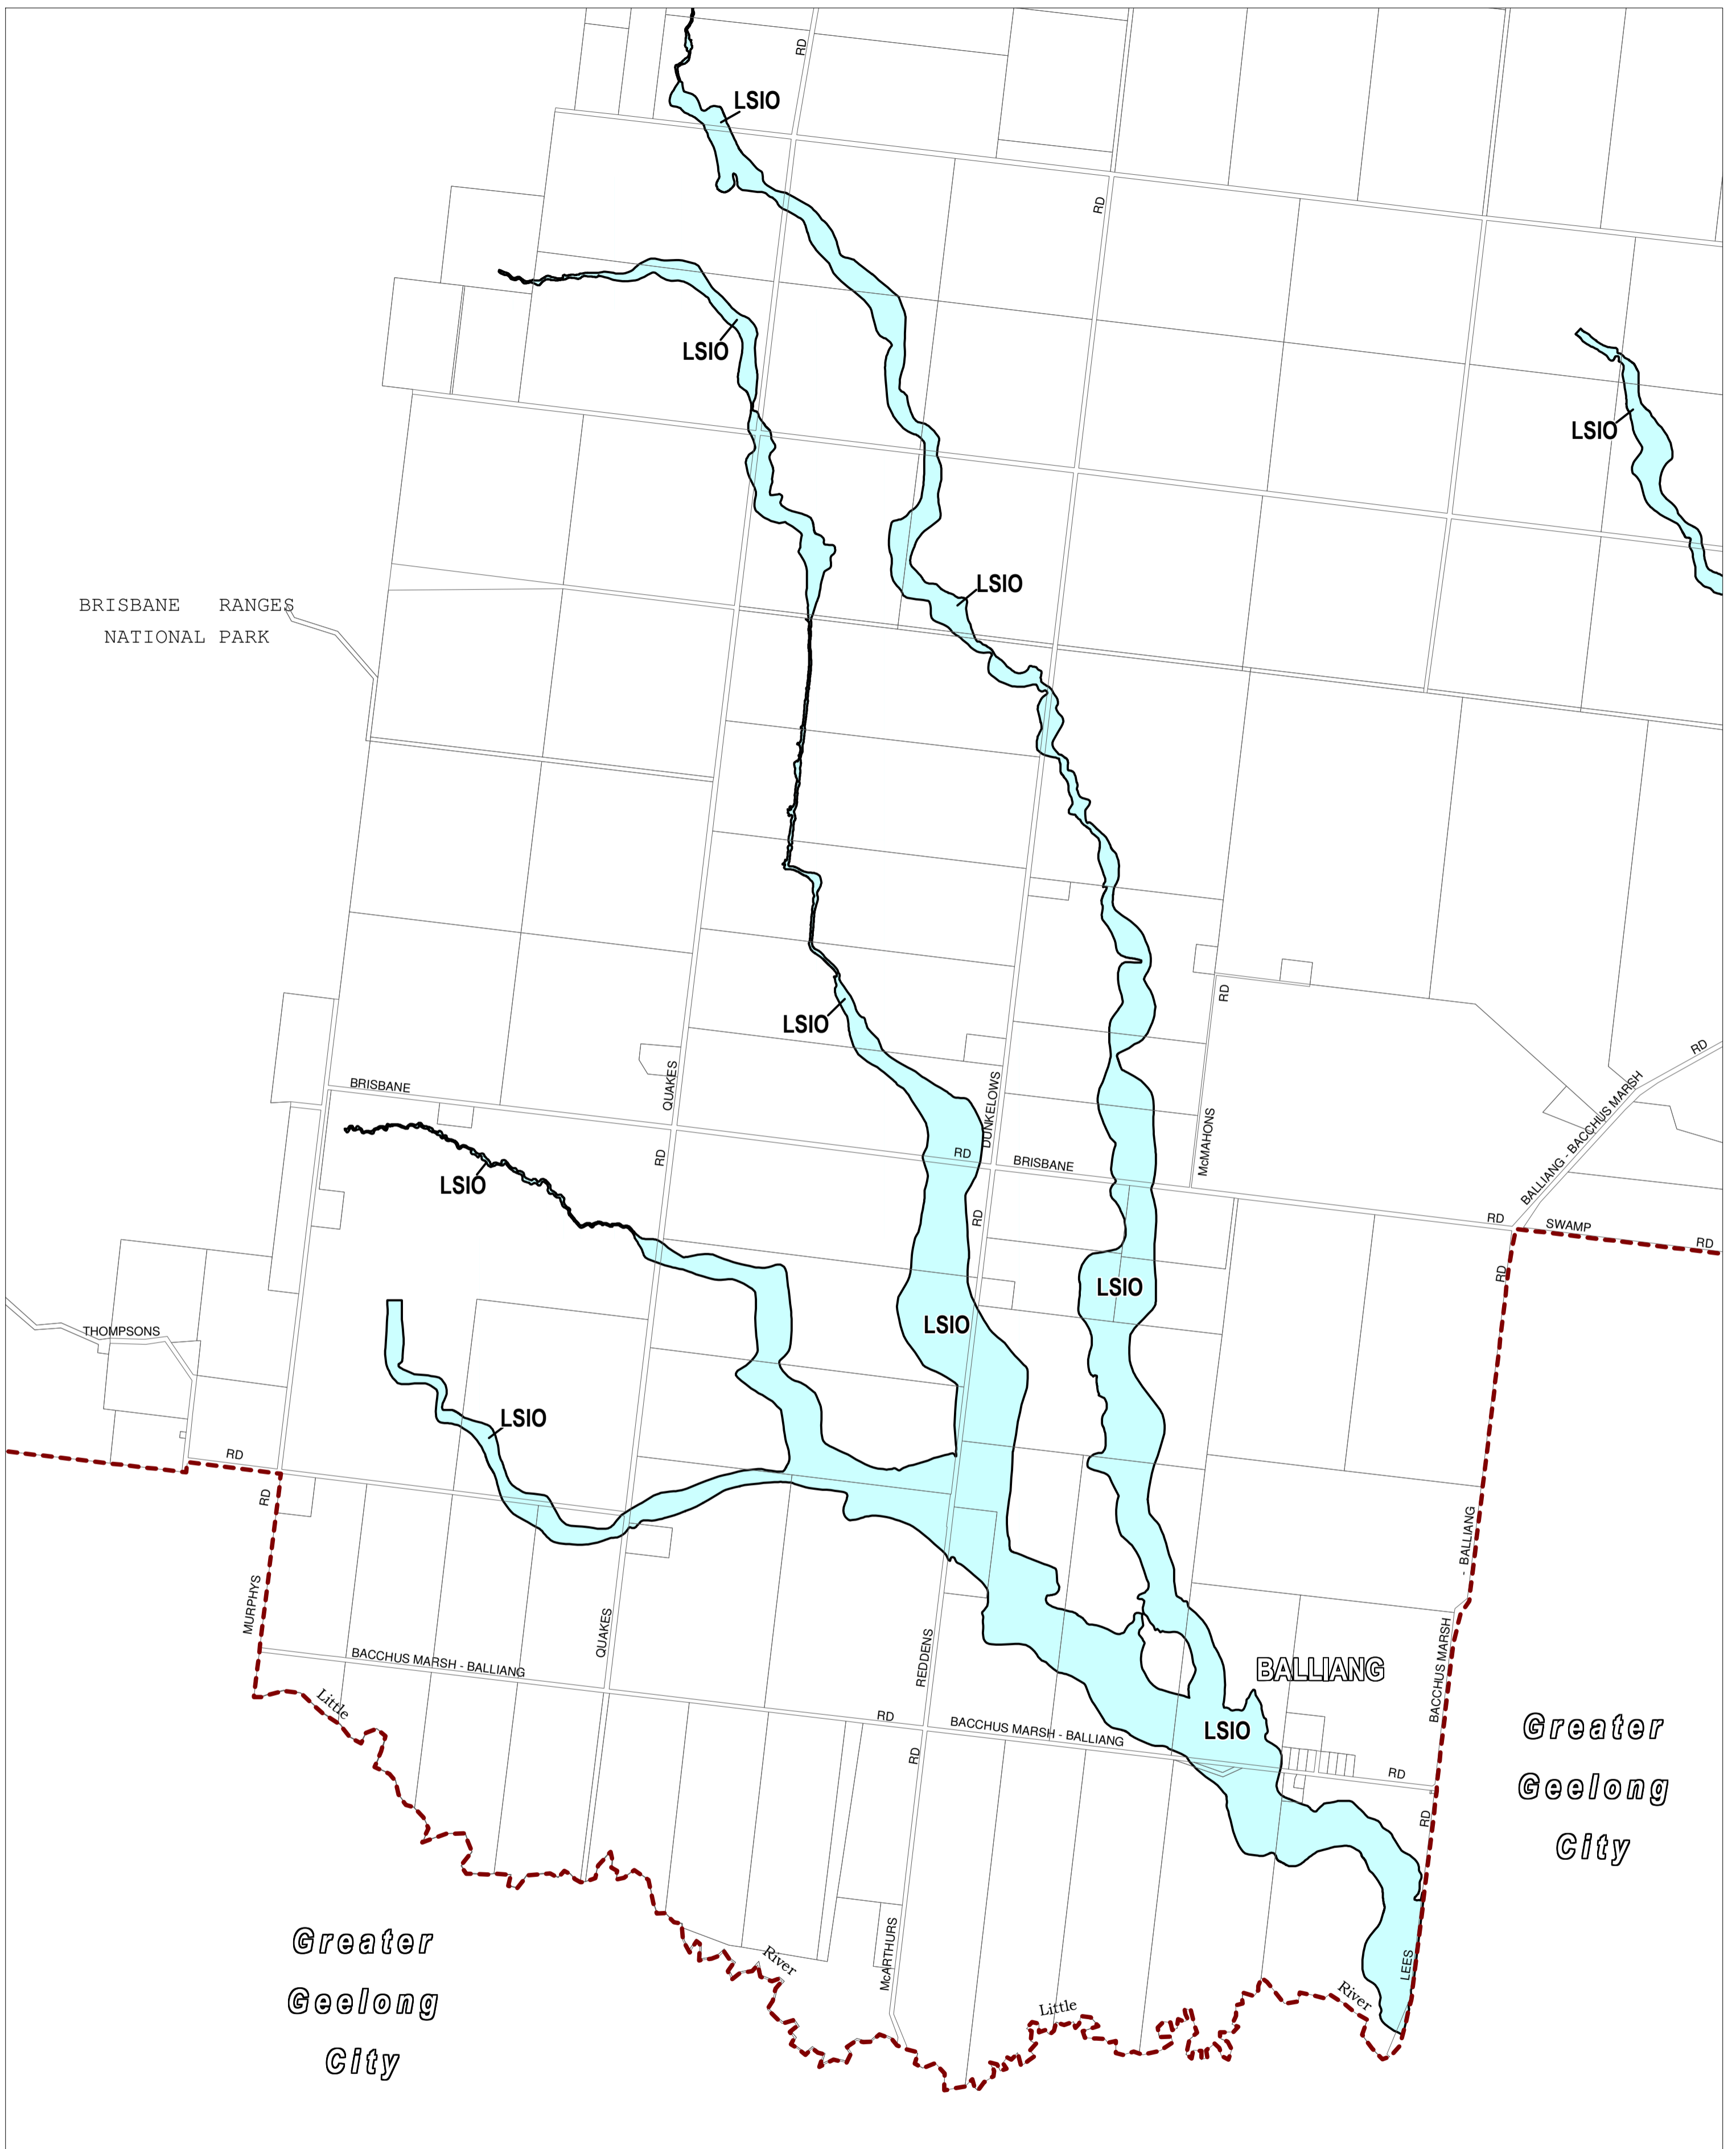 RD
LSIO
RD
LSIO
LSIO
LSIO
BRISBANE RANGES
NATIONAL PARK
RD
LSIO
QUAKES
BRISBANE
DUNKELOWS
McMAHONS
RD
BALLIANG - BACCHUS MARSH
RD
RD
BRISBANE
LSIO
RD
RD
RD
SWAMP
RD
RD
LSIO
LSIO
THOMPSONS
LSIO
RD
RD
- BALLIANG
MURPHYS
QUAKES
REDDENS
BACCHUS MARSH
BACCHUS MARSH - BALLIANG
BALLIANG
Little
RD
BACCHUS MARSH - BALLIANG
LSIO
RD
RD
RD
Greater
Geelong
City
Greater
Geelong
City
River
McARTHURS
Little
River
LEES